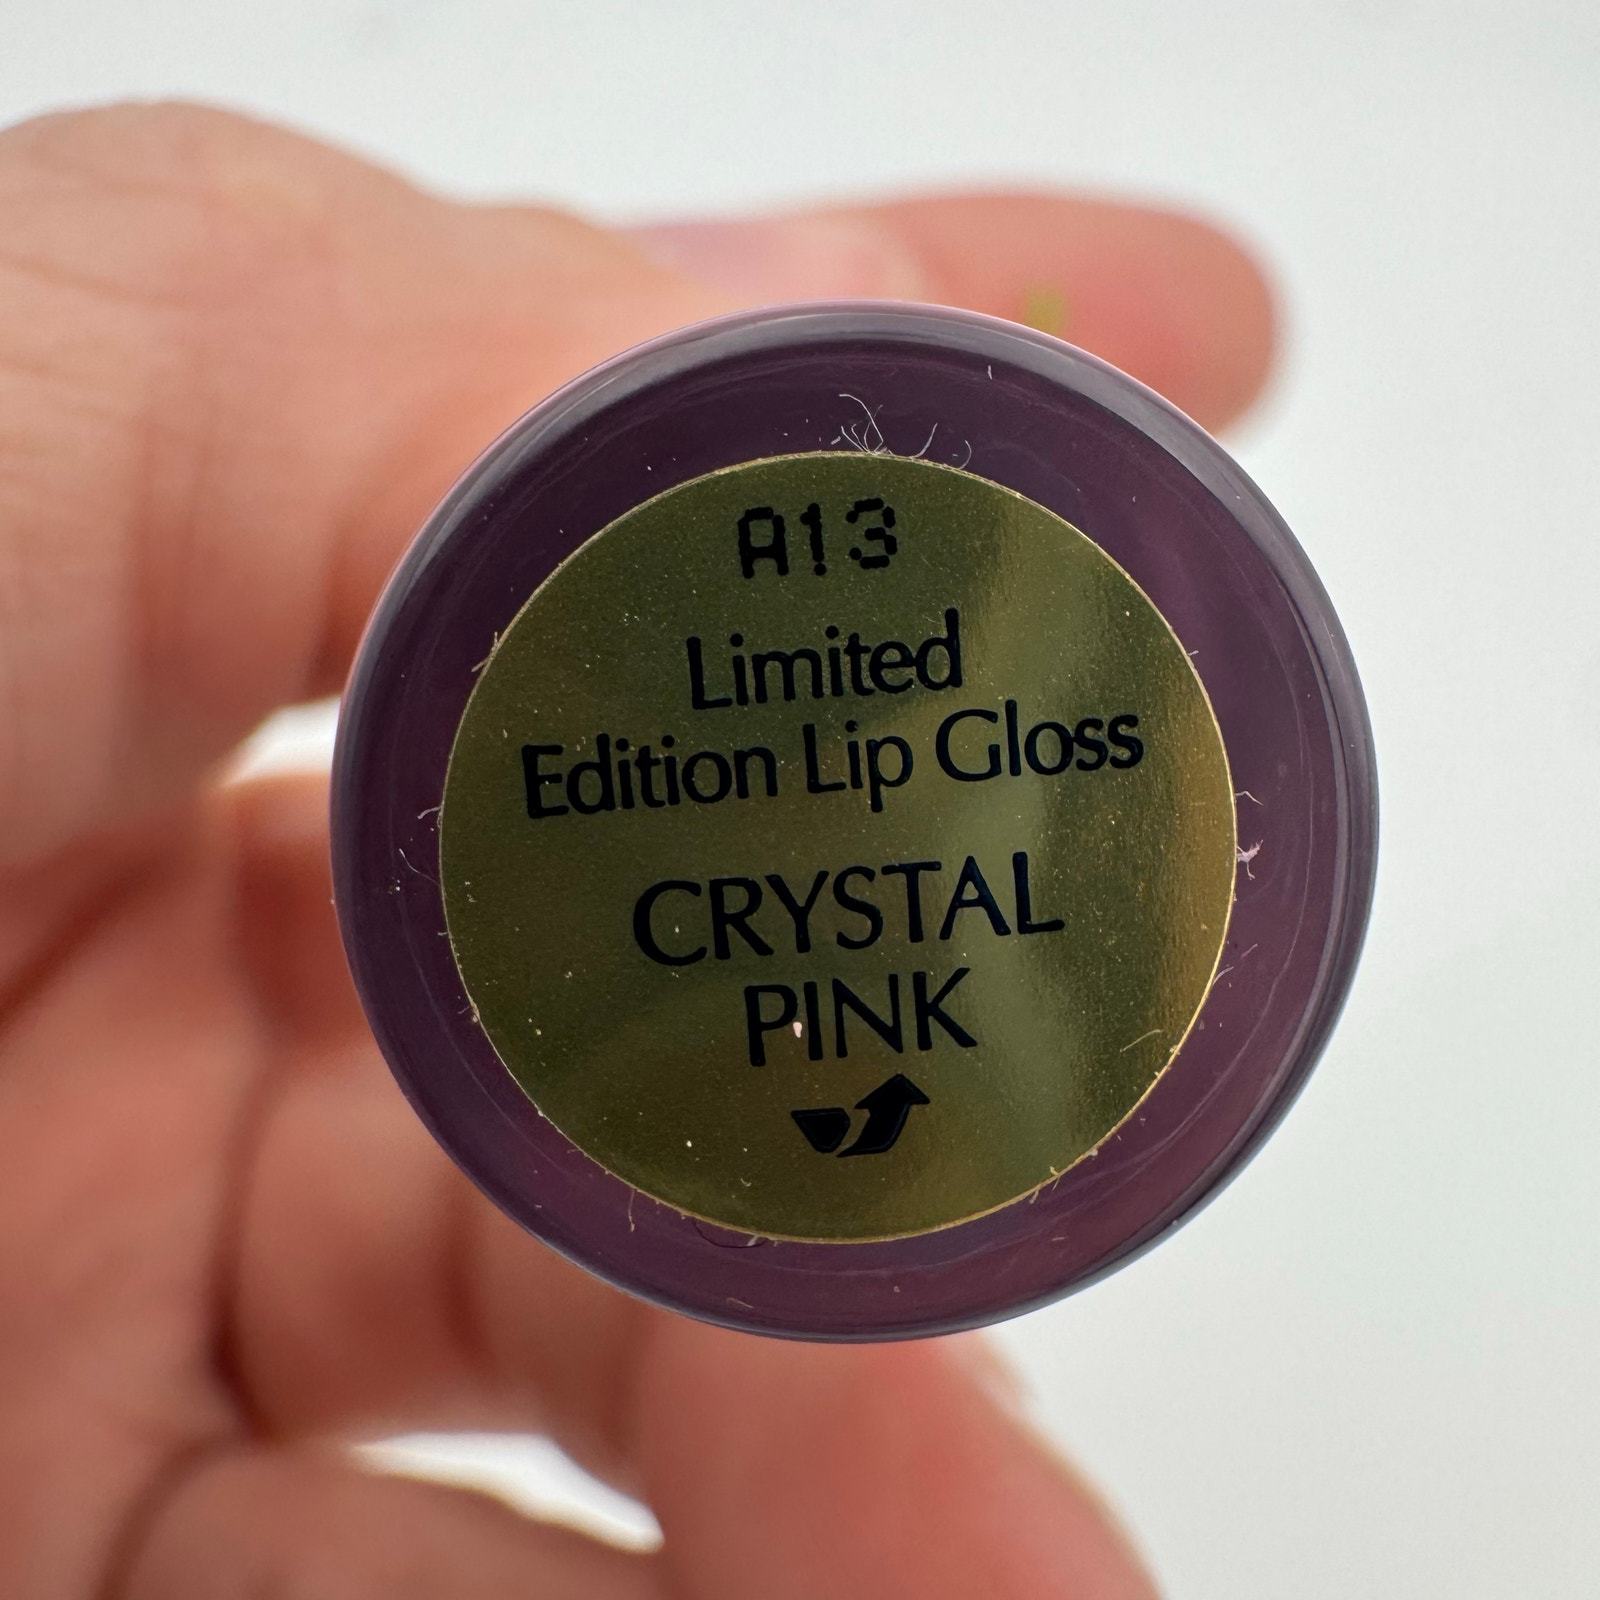 A13
Limited
Edition Lip Gloss
CRYSTAL
PINK